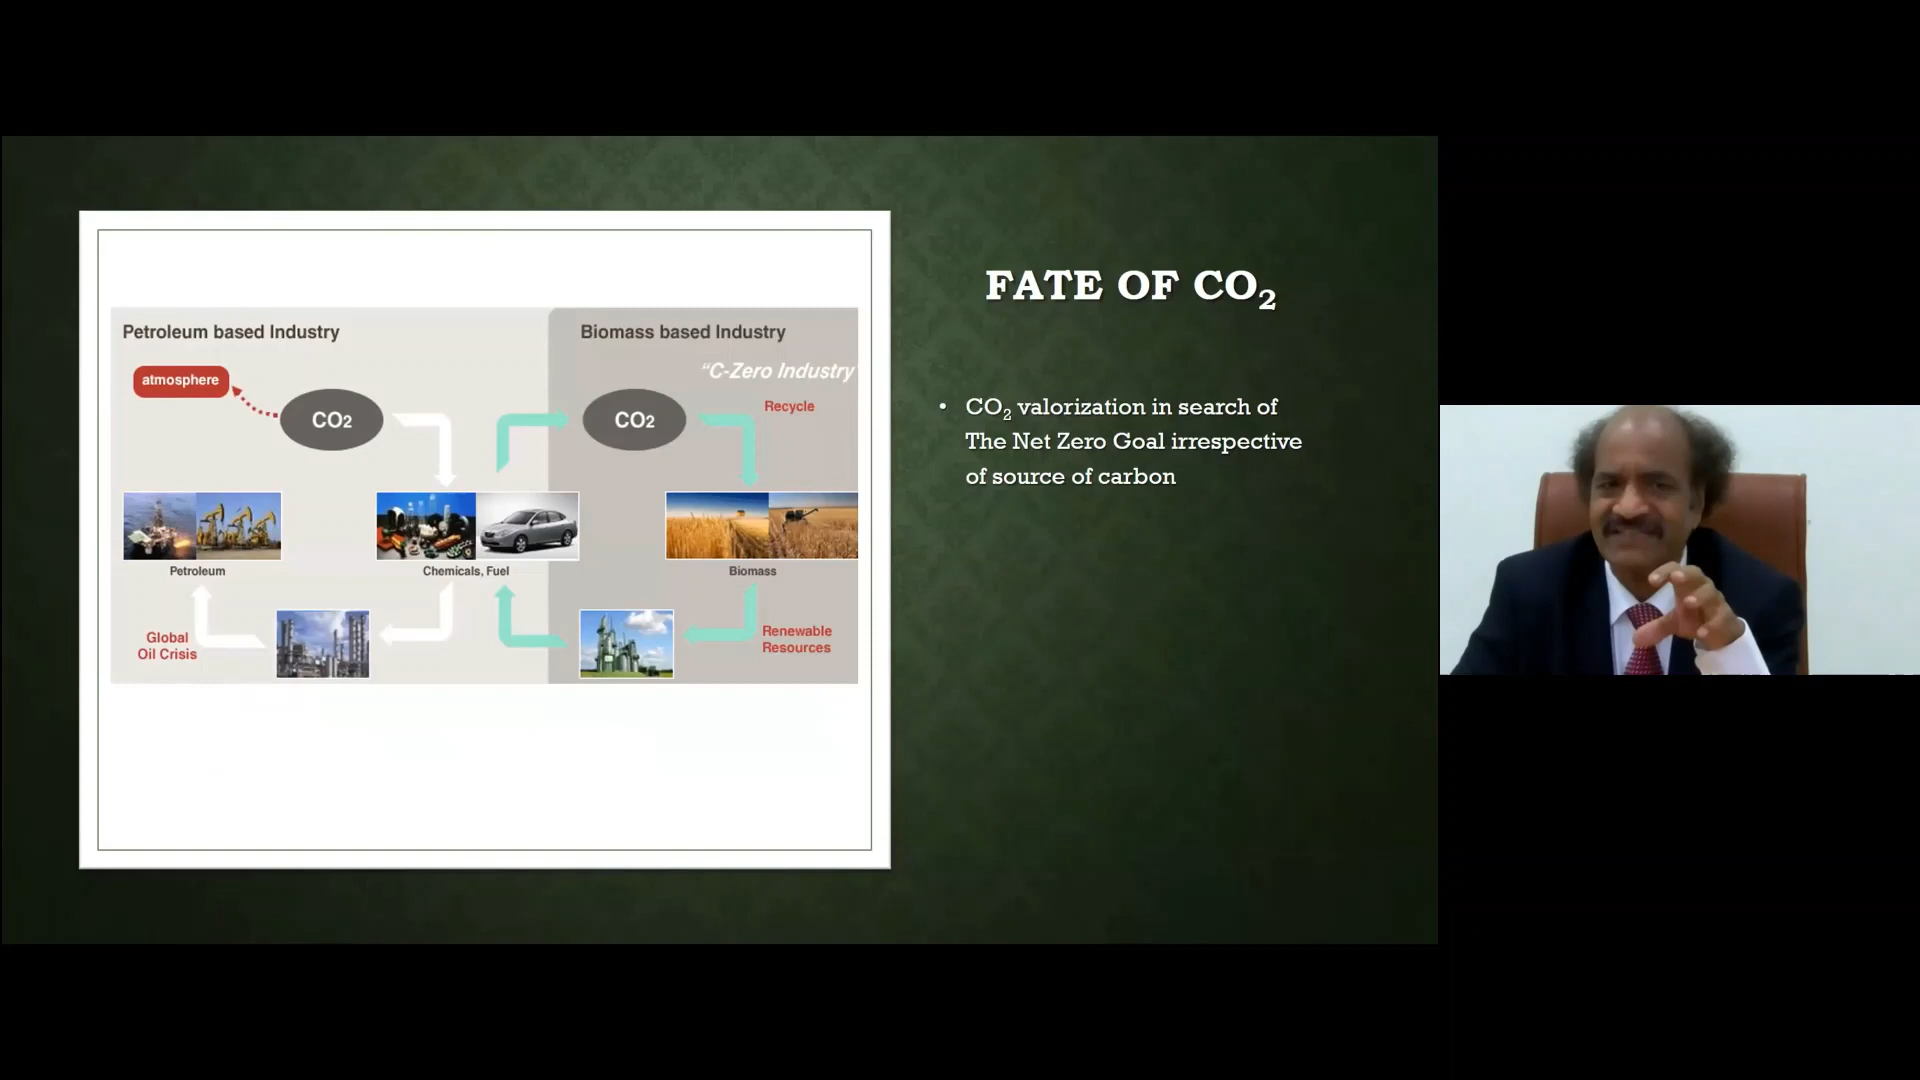 Petroleum based Industry
Biomass based Industry
"C-Zero Industry
atmosphere
CO2
CO2
Recycle
Petroleum
Chemicals, Fuel
Biomass
Global
Oil Crisis
Renewable
Resources
FATE OF CO2
• CO2 valorization in search of
The Net Zero Goal irrespective
of source of carbon